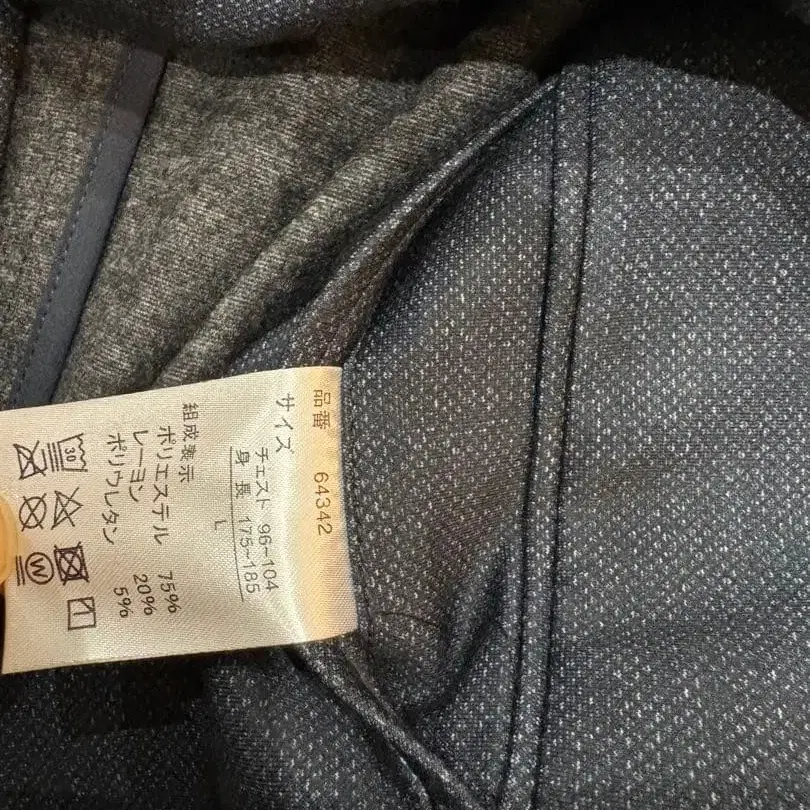 品番 64342
サイズ
チェスト 96~104
身長 175~185
L
組成表示
ポリエステル 75%
レーヨン 20%
ポリウレタン 5%
30
W